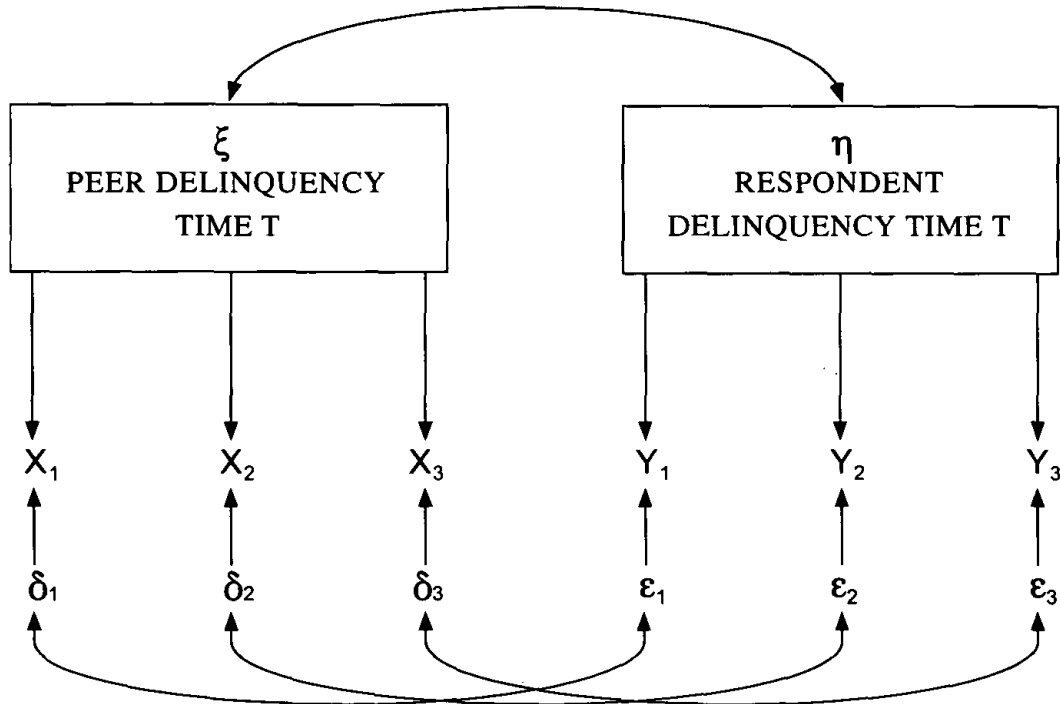 ξ η
PEER DELINQUENCY RESPONDENT
TIME T DELINQUENCY TIME T
X₁ X₂ X₃ Y₁ Y₂ Y₃
δ₁ δ₂ δ₃ ε₁ ε₂ ε₃